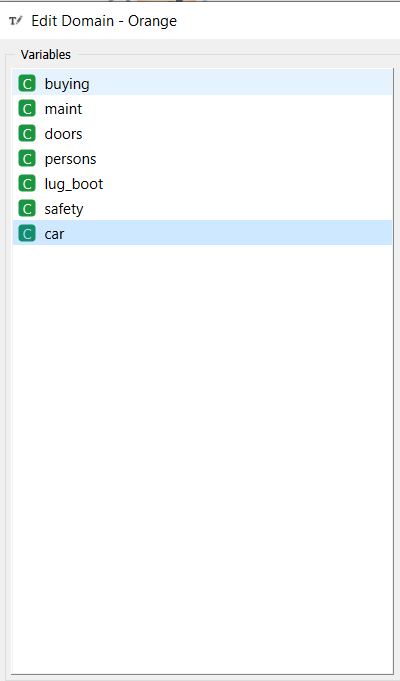 Edit Domain - Orange
Variables
C buying
C maint
C doors
C persons
C lug_boot
C safety
C car